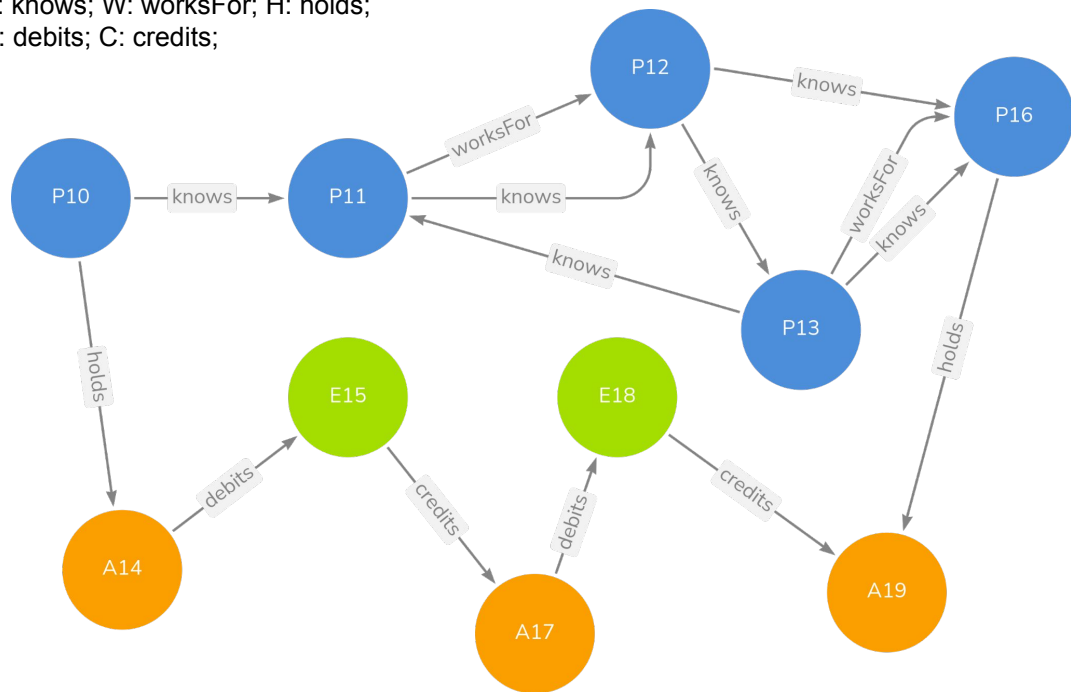 : knows; W: worksFor; H: holds;
: debits; C: credits;
P12
knows
P16
worksFor
P10
knows
P11
knows
knows
worksFor
knows
knows
P13
holds
holds
E15
E18
debits
credits
debits
credits
A14
A17
A19